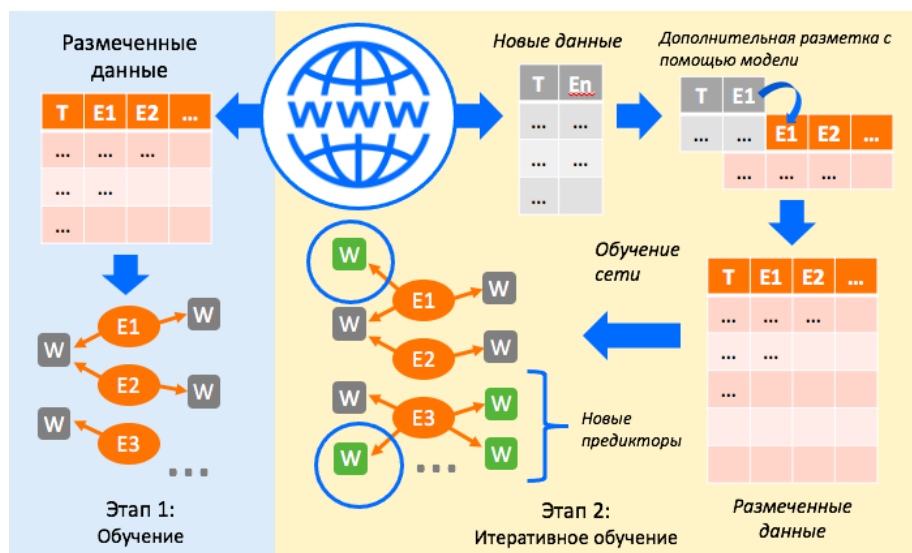 Размеченные
данные
T E1 E2 ...
... ... ...
... ...
...
E1
W
W
E2
W
W
E3
...
Этап 1:
Обучение
WWW
Новые данные
T En
... ...
... ...
...
Дополнительная разметка с
помощью модели
T E1
... ... E1 E2 ...
... ... ...
Обучение
сети
T E1 E2 ...
... ... ...
... ...
...
Размеченные
данные
W
E1 W
W
E2 W
W E3 W
W ... W
Новые
предикторы
Этап 2:
Итеративное обучение